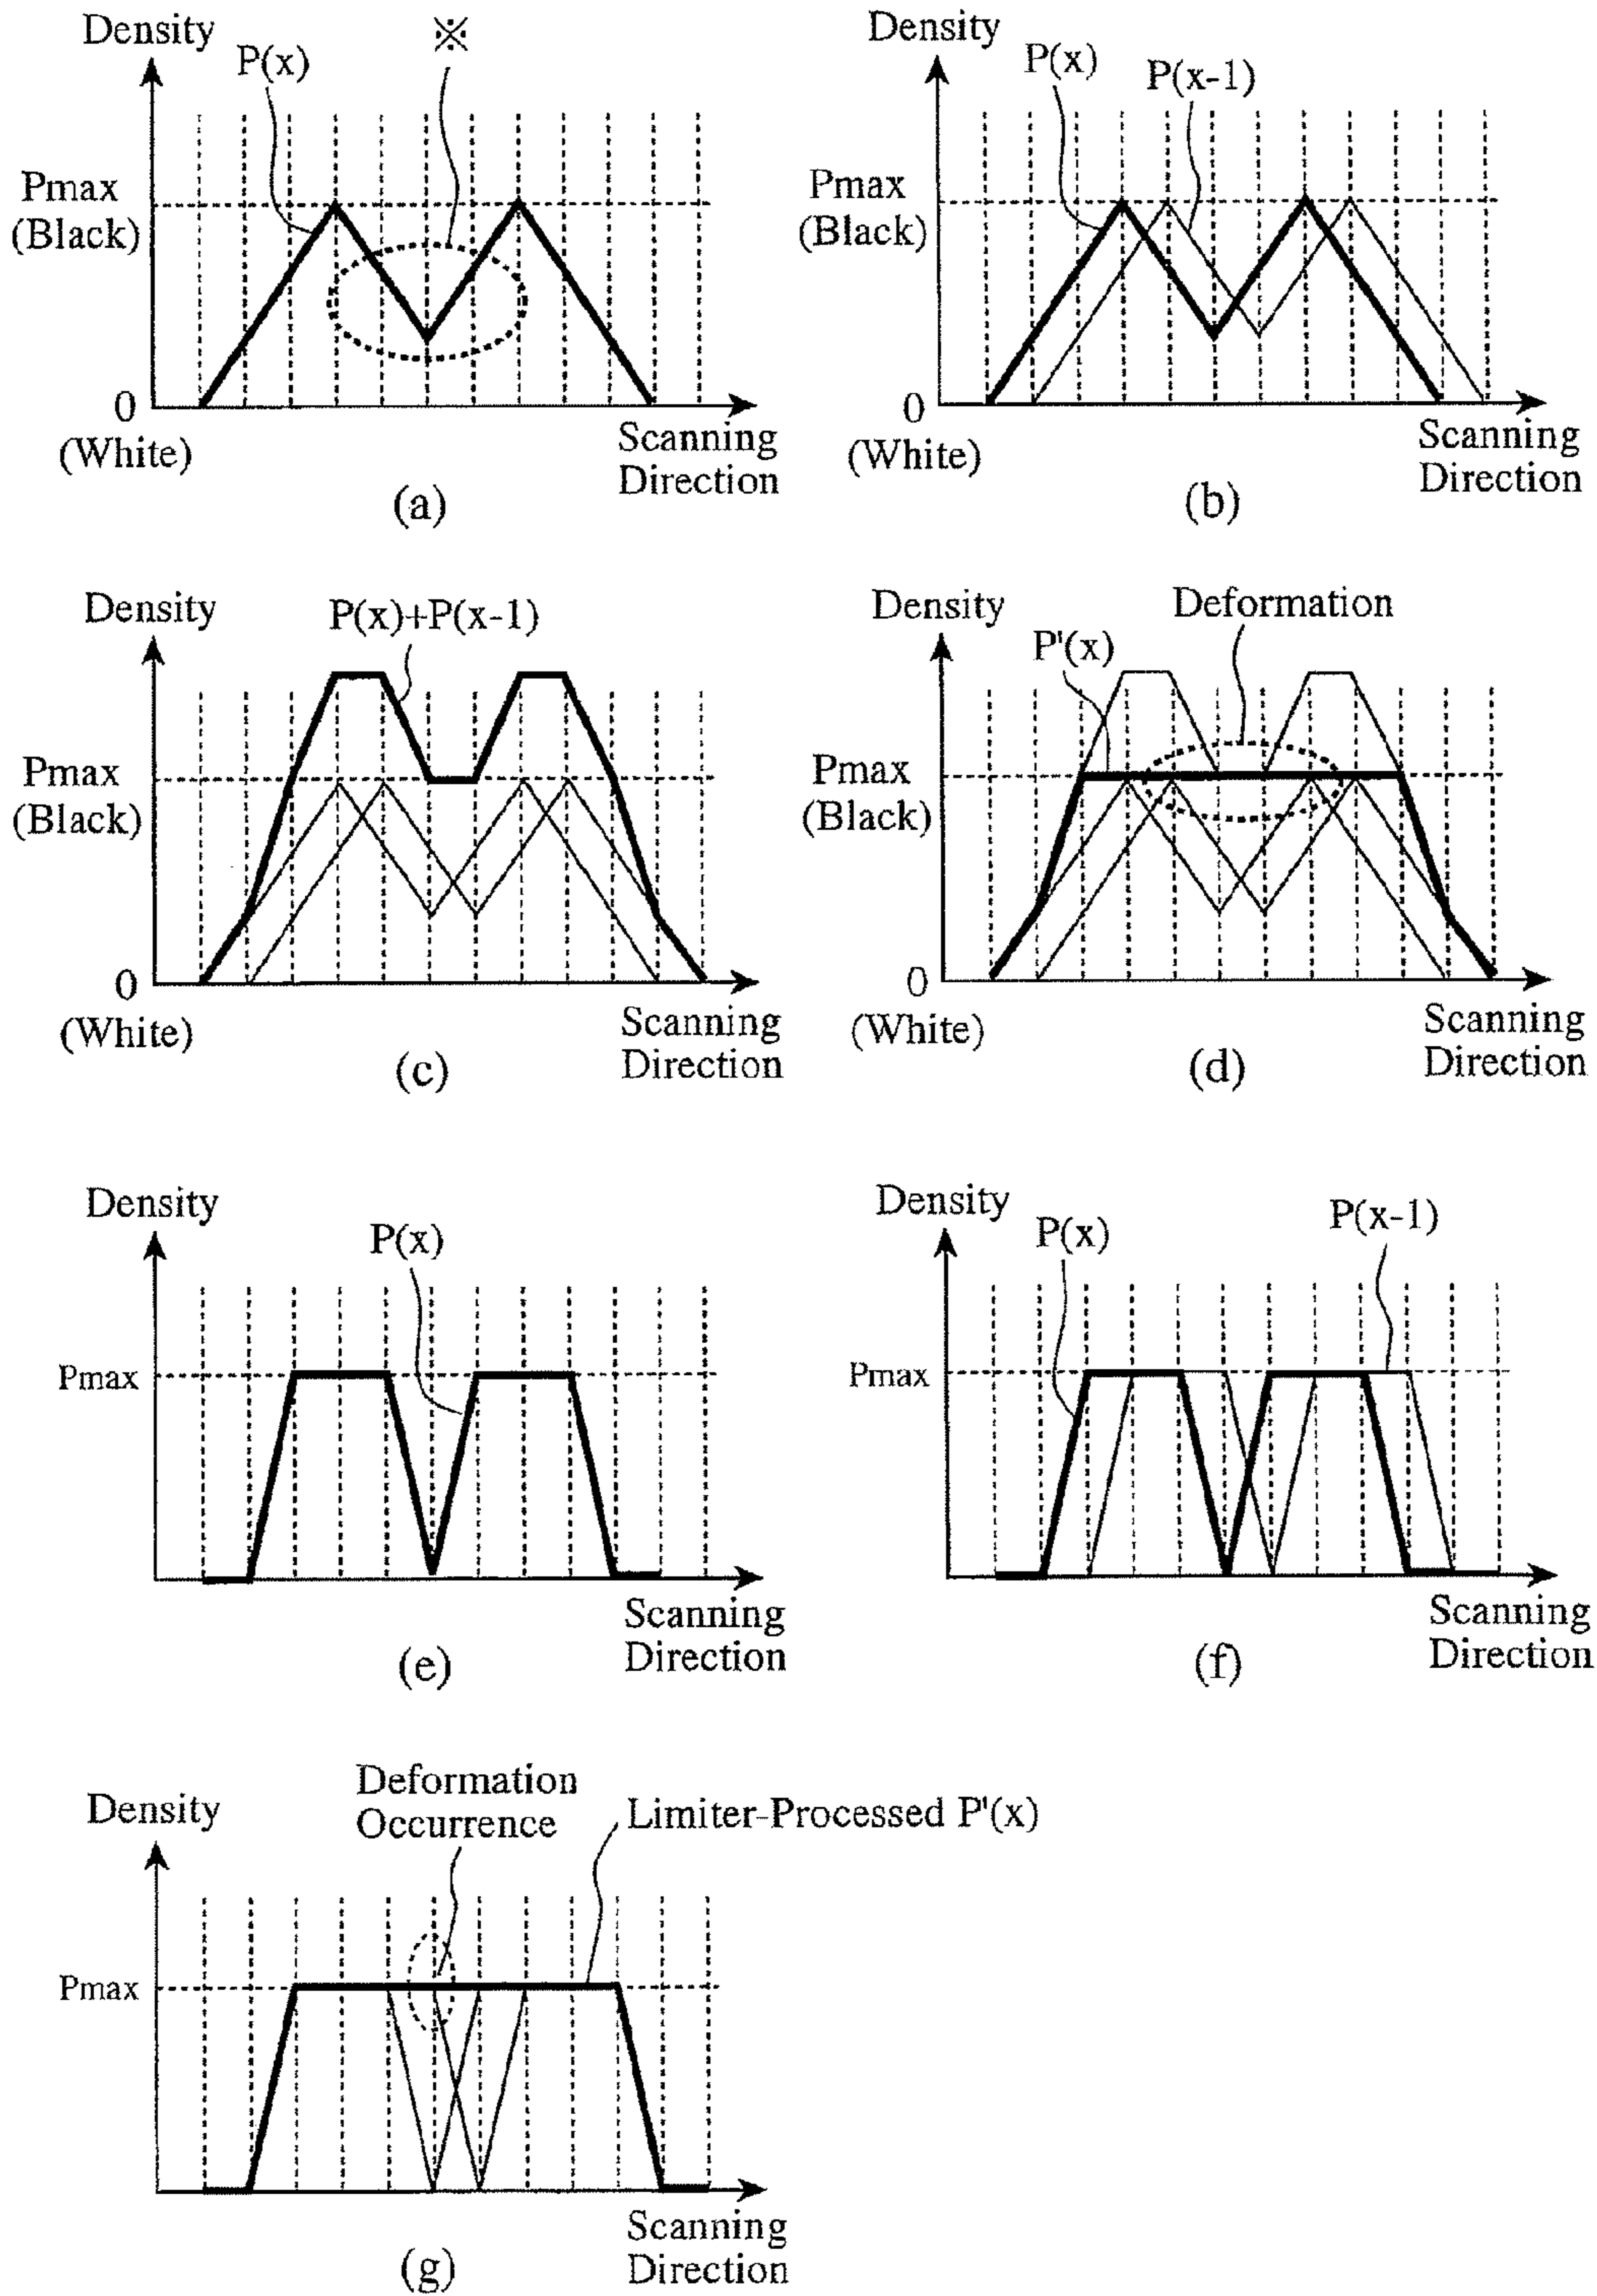 Density
P(x)
※
Pmax
(Black)
0
(White)
Scanning
Direction
(a)
Density
P(x)
P(x-1)
Pmax
(Black)
0
(White)
Scanning
Direction
(b)
Density
P(x)+P(x-1)
Pmax
(Black)
0
(White)
Scanning
Direction
(c)
Density
P'(x)
Deformation
Pmax
(Black)
0
(White)
Scanning
Direction
(d)
Density
P(x)
Pmax
Scanning
Direction
(e)
Density
P(x)
P(x-1)
Pmax
Scanning
Direction
(f)
Density
Deformation
Occurrence
Limiter-Processed P'(x)
Pmax
Scanning
Direction
(g)